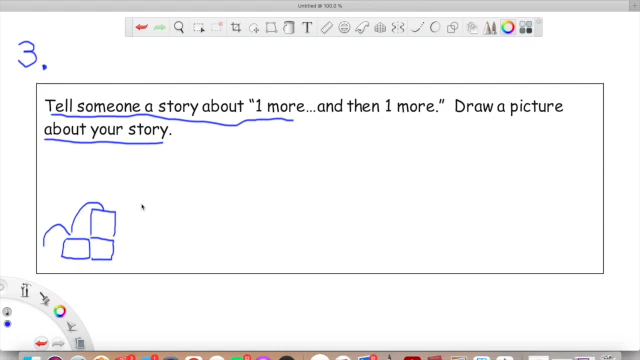 Untitled @ 100.0 %
3.
Tell someone a story about “1 more…and then 1 more.” Draw a picture
about your story.